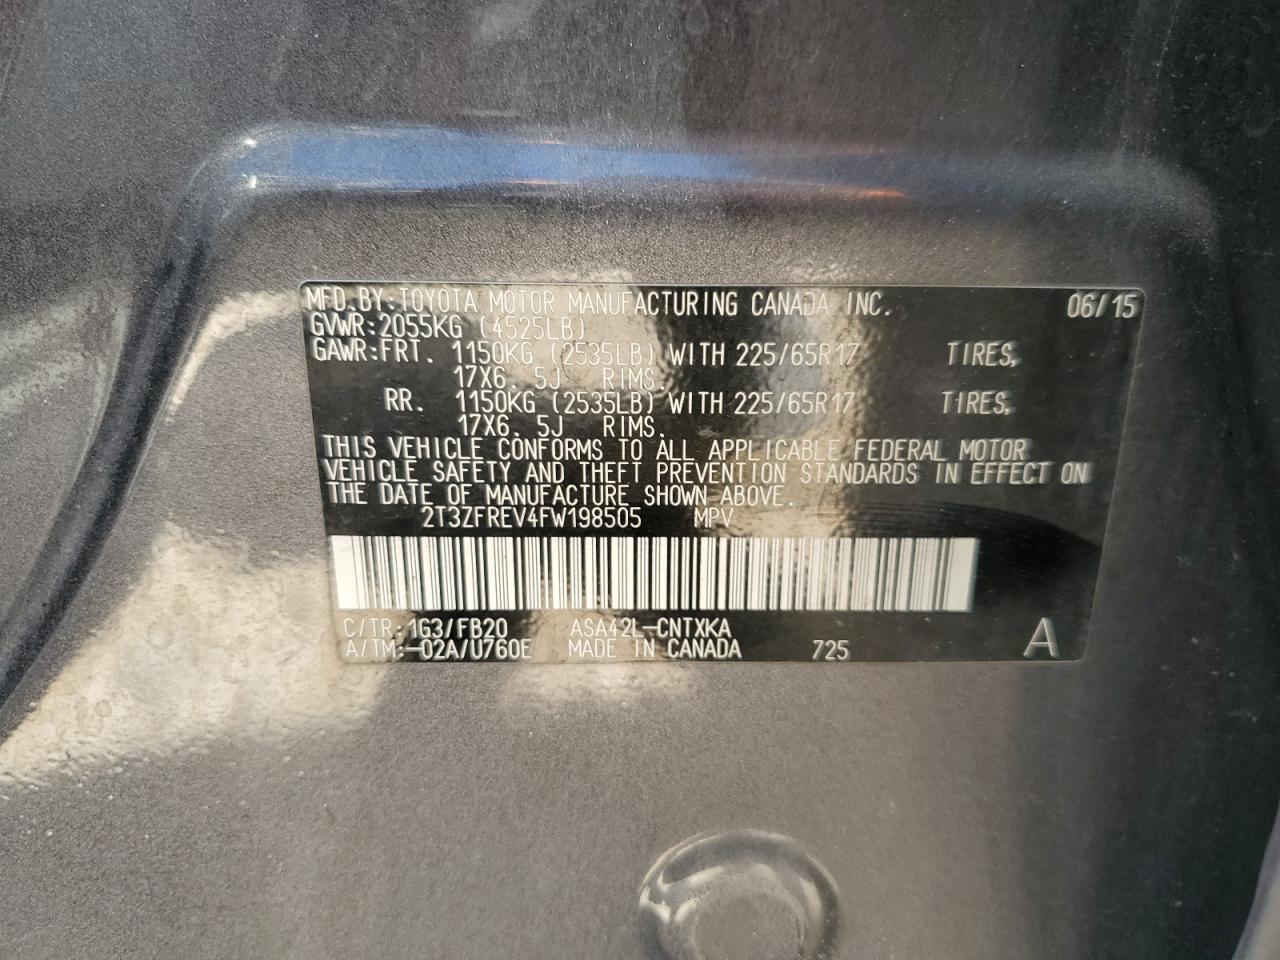 MFD.BY:TOYOTA MOTOR MANUFACTURING CANADA INC. 06/15
GVWR:2055KG (4525LB)
GAWR:FRT. 1150KG (2535LB) WITH 225/65R17 TIRES,
17X6. 5J RIMS.
RR. 1150KG (2535LB) WITH 225/65R17 TIRES,
17X6. 5J RIMS.
THIS VEHICLE CONFORMS TO ALL APPLICABLE FEDERAL MOTOR
VEHICLE SAFETY AND THEFT PREVENTION STANDARDS IN EFFECT ON
THE DATE OF MANUFACTURE SHOWN ABOVE.
2T3ZFREV4FW198505 MPV
C/TR:1G3/FB20 ASA42L-CNTXKA
A/TM:-02A/U760E MADE IN CANADA 725 A